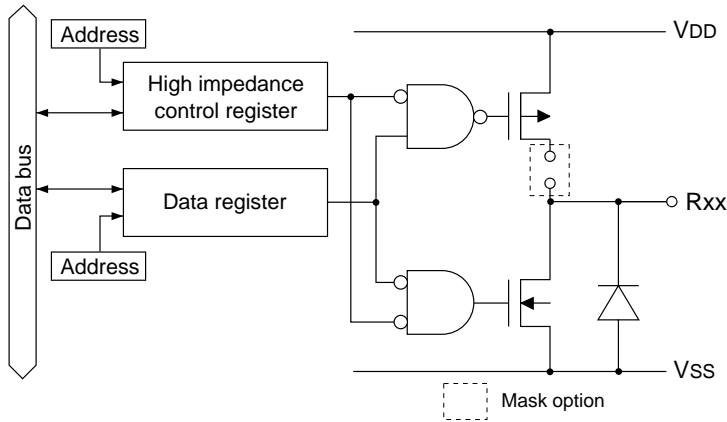 Address
VDD
High impedance
control register
Data bus
Data register
Rxx
Address
VSS
Mask option